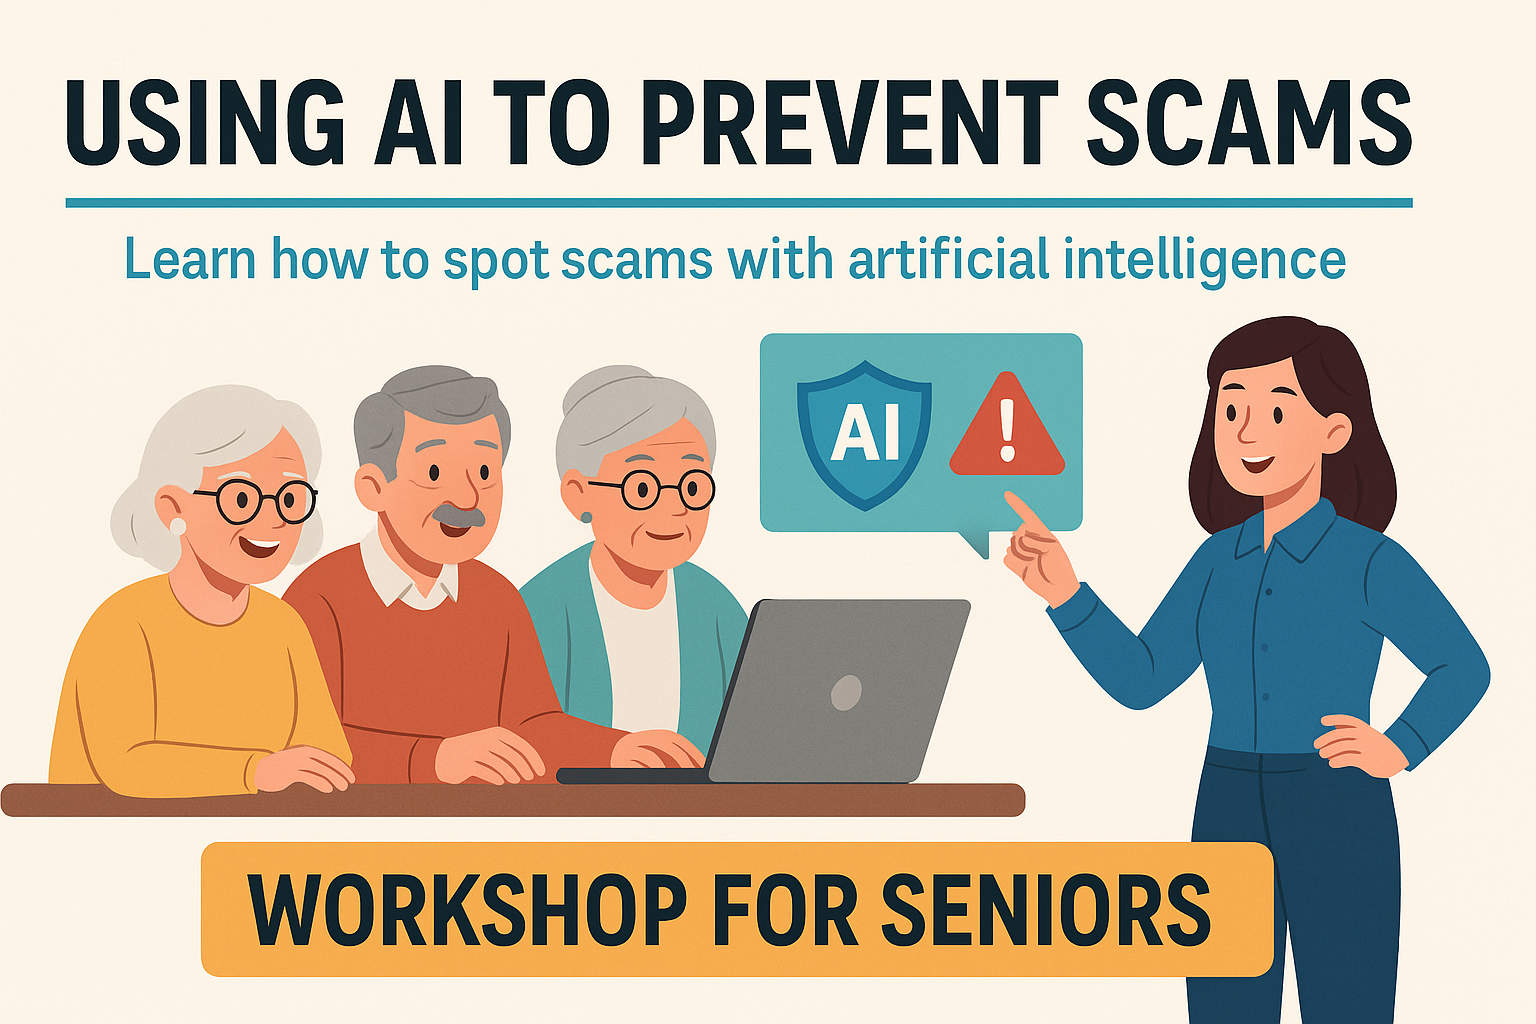 USING AI TO PREVENT SCAMS
Learn how to spot scams with artificial intelligence
AI !
WORKSHOP FOR SENIORS